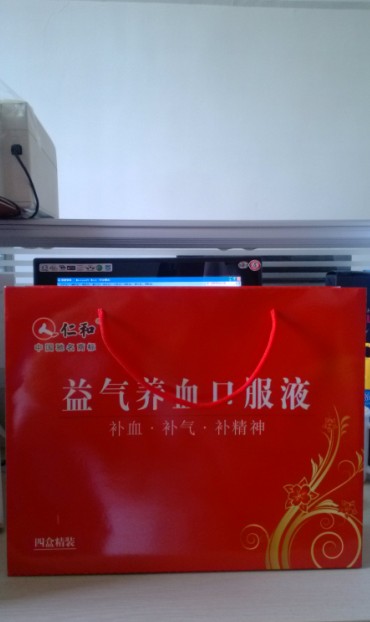 仁和
中国驰名商标
益气养血口服液
补血·补气·补精神
四盒精装